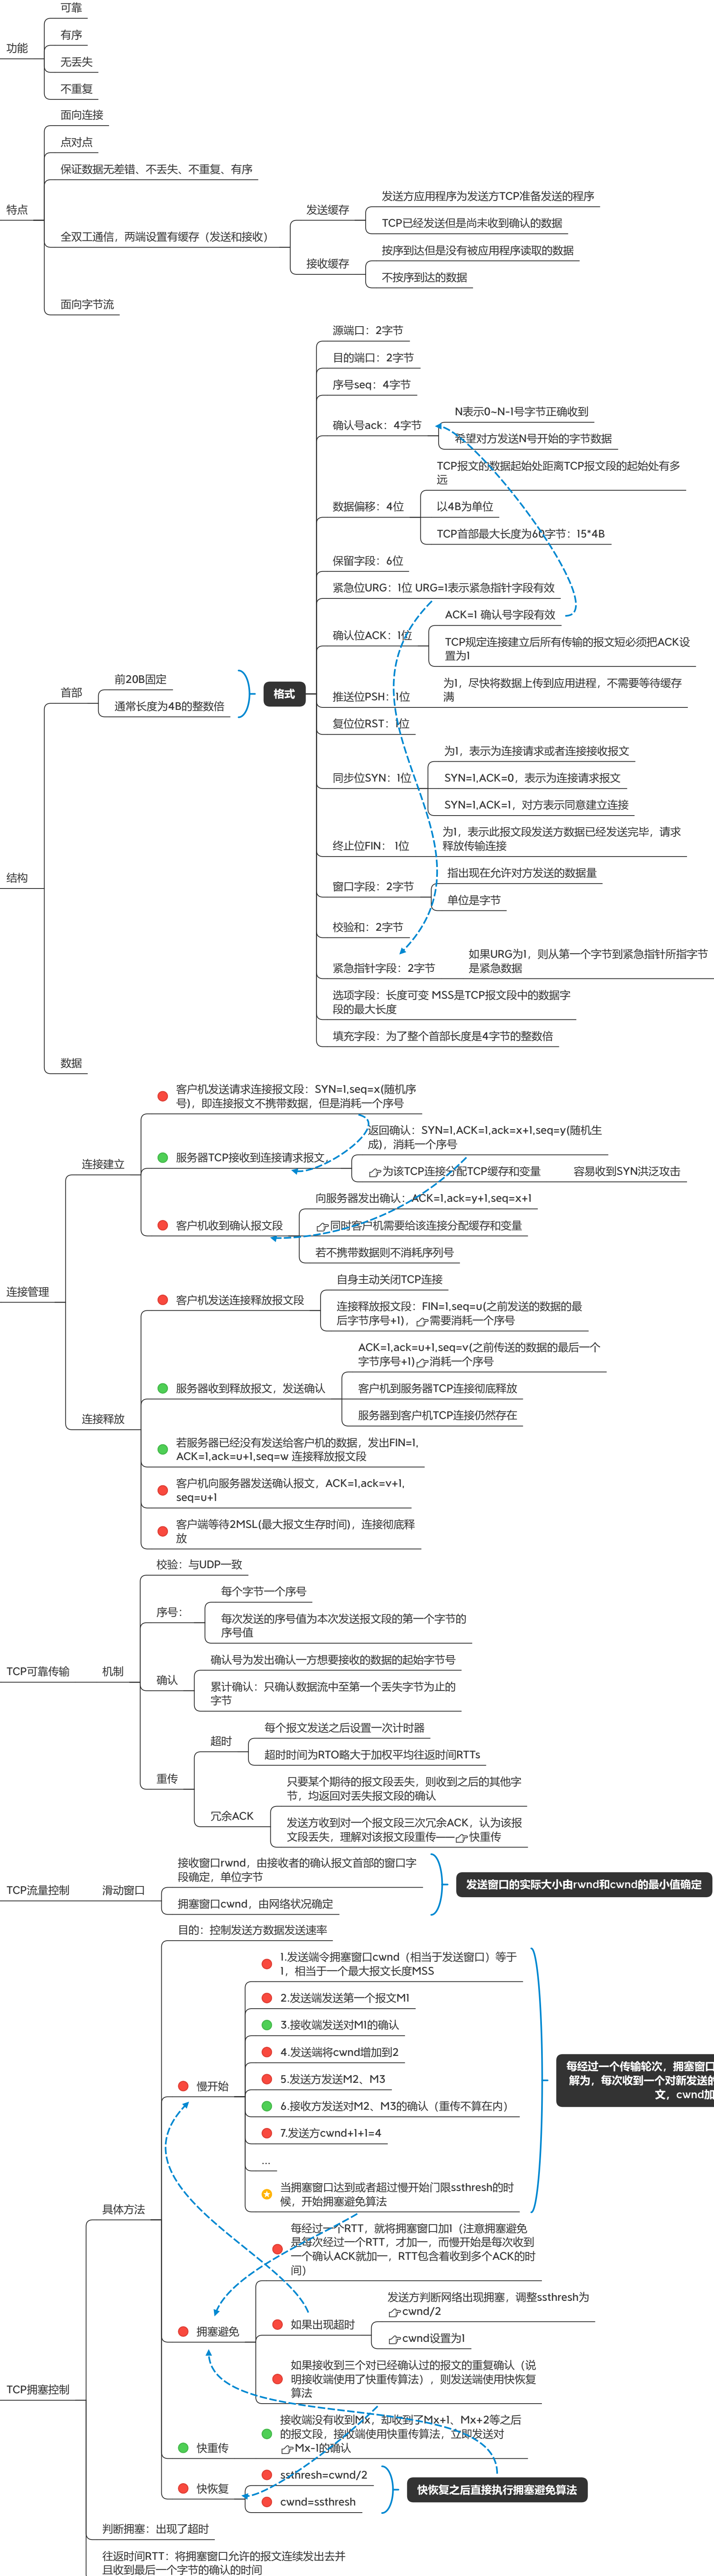 功能
可靠
有序
无丢失
不重复
特点
面向连接
点对点
保证数据无差错、不丢失、不重复、有序
全双工通信，两端设置有缓存（发送和接收）
发送缓存
发送方应用程序为发送方TCP准备发送的程序
TCP已经发送但是尚未收到确认的数据
接收缓存
按序到达但是没有被应用程序读取的数据
不按序到达的数据
面向字节流
结构
首部
前20B固定
通常长度为4B的整数倍
格式
源端口：2字节
目的端口：2字节
序号seq：4字节
确认号ack：4字节
N表示0~N-1号字节正确收到
希望对方发送N号开始的字节数据
数据偏移：4位
TCP报文的数据起始处距离TCP报文段的起始处有多
远
以4B为单位
TCP首部最大长度为60字节：15*4B
保留字段：6位
紧急位URG：1位 URG=1表示紧急指针字段有效
确认位ACK：1位
ACK=1 确认号字段有效
TCP规定连接建立后所有传输的报文短必须把ACK设
置为1
推送位PSH：1位
为1，尽快将数据上传到应用进程，不需要等待缓存
满
复位位RST：1位
同步位SYN：1位
为1，表示为连接请求或者连接接收报文
SYN=1,ACK=0，表示为连接请求报文
SYN=1,ACK=1，对方表示同意建立连接
终止位FIN： 1位
为1，表示此报文段发送方数据已经发送完毕，请求
释放传输连接
窗口字段：2字节
指出现在允许对方发送的数据量
单位是字节
校验和：2字节
紧急指针字段：2字节
如果URG为1，则从第一个字节到紧急指针所指字节
是紧急数据
选项字段：长度可变 MSS是TCP报文段中的数据字
段的最大长度
填充字段：为了整个首部长度是4字节的整数倍
数据
连接管理
连接建立
客户机发送请求连接报文段：SYN=1,seq=x(随机序
号)，即连接报文不携带数据，但是消耗一个序号
服务器TCP接收到连接请求报文，
返回确认：SYN=1,ACK=1,ack=x+1,seq=y(随机生
成)，消耗一个序号
为该TCP连接分配TCP缓存和变量
容易收到SYN洪泛攻击
客户机收到确认报文段
向服务器发出确认：ACK=1,ack=y+1,seq=x+1
同时客户机需要给该连接分配缓存和变量
若不携带数据则不消耗序列号
连接释放
客户机发送连接释放报文段
自身主动关闭TCP连接
连接释放报文段：FIN=1,seq=u(之前发送的数据的最
后字节序号+1)，需要消耗一个序号
服务器收到释放报文，发送确认
ACK=1,ack=u+1,seq=v(之前传送的数据的最后一个
字节序号+1)消耗一个序号
客户机到服务器TCP连接彻底释放
服务器到客户机TCP连接仍然存在
若服务器已经没有发送给客户机的数据，发出FIN=1,
ACK=1,ack=u+1,seq=w 连接释放报文段
客户机向服务器发送确认报文，ACK=1,ack=v+1,
seq=u+1
客户端等待2MSL(最大报文生存时间)，连接彻底释
放
TCP可靠传输
机制
校验：与UDP一致
序号：
每个字节一个序号
每次发送的序号值为本次发送报文段的第一个字节的
序号值
确认
确认号为发出确认一方想要接收的数据的起始字节号
累计确认：只确认数据流中至第一个丢失字节为止的
字节
重传
超时
每个报文发送之后设置一次计时器
超时时间为RTO略大于加权平均往返时间RTTs
冗余ACK
只要某个期待的报文段丢失，则收到之后的其他字
节，均返回对丢失报文段的确认
发送方收到对一个报文段三次冗余ACK，认为该报
文段丢失，理解对该报文段重传——快重传
TCP流量控制
滑动窗口
接收窗口rwnd，由接收者的确认报文首部的窗口字
段确定，单位字节
拥塞窗口cwnd，由网络状况确定
发送窗口的实际大小由rwnd和cwnd的最小值确定
TCP拥塞控制
具体方法
目的：控制发送方数据发送速率
慢开始
1.发送端令拥塞窗口cwnd（相当于发送窗口）等于
1，相当于一个最大报文长度MSS
2.发送端发送第一个报文M1
3.接收端发送对M1的确认
4.发送端将cwnd增加到2
5.发送方发送M2、M3
6.接收方发送对M2、M3的确认（重传不算在内）
7.发送方cwnd+1+1=4
...
当拥塞窗口达到或者超过慢开始门限ssthresh的时
候，开始拥塞避免算法
每经过一个传输轮次，拥塞窗口
解为，每次收到一个对新发送的
文，cwnd加
拥塞避免
每经过一个RTT，就将拥塞窗口加1（注意拥塞避免
是每次经过一个RTT，才加一，而慢开始是每次收到
一个确认ACK就加一，RTT包含着收到多个ACK的时
间）
如果出现超时
发送方判断网络出现拥塞，调整ssthresh为
cwnd/2
cwnd设置为1
如果接收到三个对已经确认过的报文的重复确认（说
明接收端使用了快重传算法），则发送端使用快恢复
算法
快重传
接收端没有收到Mx，却收到了Mx+1、Mx+2等之后
的报文段，接收端使用快重传算法，立即发送对
Mx-1的确认
快恢复
ssthresh=cwnd/2
cwnd=ssthresh
快恢复之后直接执行拥塞避免算法
判断拥塞：出现了超时
往返时间RTT：将拥塞窗口允许的报文连续发出去并
且收到最后一个字节的确认的时间